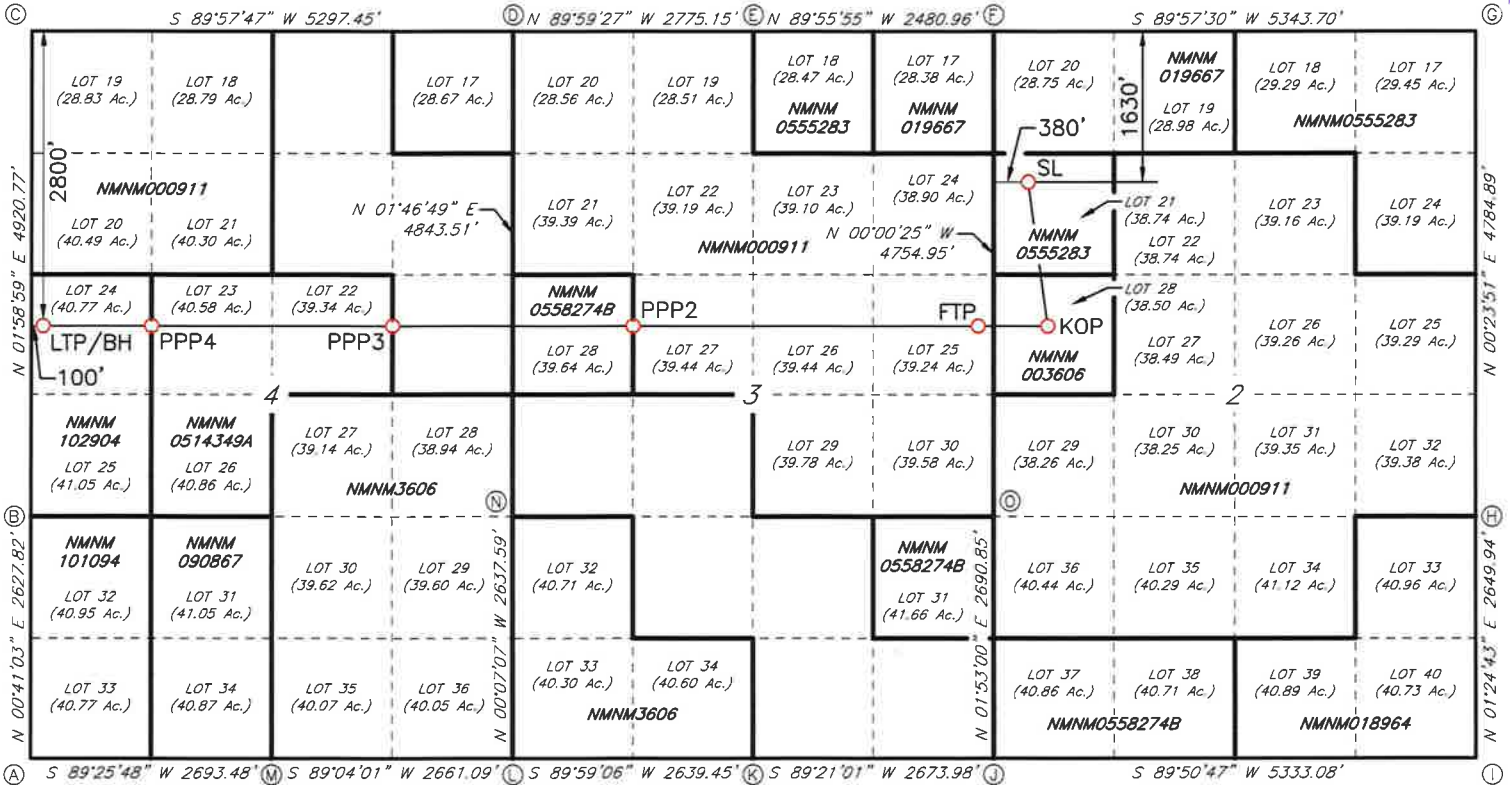 Ⓒ S 89°57'47" W 5297.45' Ⓓ N 89°59'27" W 2775.15' Ⓔ N 89°55'55" W 2480.96' Ⓕ S 89°57'30" W 5343.70' Ⓖ
LOT 19
(28.83 Ac.)
LOT 18
(28.79 Ac.)
LOT 17
(28.67 Ac.)
LOT 20
(28.56 Ac.)
LOT 19
(28.51 Ac.)
LOT 18
(28.47 Ac.)
NMNM
0555283
LOT 17
(28.38 Ac.)
NMNM
019667
LOT 20
(28.75 Ac.)
1630'
NMNM
019667
LOT 19
(28.98 Ac.)
LOT 18
(29.29 Ac.)
LOT 17
(29.45 Ac.)
NMNM0555283
380'
N 01°58'59" E 4920.77'
2800'
NMNM000911
LOT 20
(40.49 Ac.)
LOT 21
(40.30 Ac.)
N 01°46'49" E
4843.51'
LOT 21
(39.39 Ac.)
LOT 22
(39.19 Ac.)
LOT 23
(39.10 Ac.)
LOT 24
(38.90 Ac.)
NMNM000911
N 00°00'25" W
4754.95'
SL
LOT 21
(38.74 Ac.)
NMNM
0555283
LOT 22
(38.74 Ac.)
LOT 23
(39.16 Ac.)
LOT 24
(39.19 Ac.)
N 00°23'51" E 4784.89'
LOT 24
(40.77 Ac.)
LOT 23
(40.58 Ac.)
LOT 22
(39.34 Ac.)
NMNM
0558274B
LOT 28
(38.50 Ac.)
LTP/BH
PPP4
PPP3
PPP2
FTP
KOP
100'
LOT 28
(39.64 Ac.)
LOT 27
(39.44 Ac.)
LOT 26
(39.44 Ac.)
LOT 25
(39.24 Ac.)
NMNM
003606
LOT 27
(38.49 Ac.)
LOT 26
(39.26 Ac.)
LOT 25
(39.29 Ac.)
4
3
2
NMNM
102904
LOT 25
(41.05 Ac.)
NMNM
0514349A
LOT 26
(40.86 Ac.)
LOT 27
(39.14 Ac.)
LOT 28
(38.94 Ac.)
NMNM3606
LOT 29
(39.78 Ac.)
LOT 30
(39.58 Ac.)
LOT 29
(38.26 Ac.)
LOT 30
(38.25 Ac.)
LOT 31
(39.35 Ac.)
LOT 32
(39.38 Ac.)
NMNM000911
Ⓑ
Ⓝ
Ⓞ
Ⓗ
N 00°41'03" E 2627.82'
NMNM
101094
LOT 32
(40.95 Ac.)
NMNM
090867
LOT 31
(41.05 Ac.)
LOT 30
(39.62 Ac.)
LOT 29
(39.60 Ac.)
N 00°07'07" W 2637.59'
LOT 32
(40.71 Ac.)
NMNM
0558274B
LOT 31
(41.66 Ac.)
N 01°53'00" E 2690.85'
LOT 36
(40.44 Ac.)
LOT 35
(40.29 Ac.)
LOT 34
(41.12 Ac.)
LOT 33
(40.96 Ac.)
N 01°24'43" E 2649.94'
LOT 33
(40.77 Ac.)
LOT 34
(40.87 Ac.)
LOT 35
(40.07 Ac.)
LOT 36
(40.05 Ac.)
LOT 33
(40.30 Ac.)
LOT 34
(40.60 Ac.)
NMNM3606
LOT 37
(40.86 Ac.)
LOT 38
(40.71 Ac.)
NMNM0558274B
LOT 39
(40.89 Ac.)
LOT 40
(40.73 Ac.)
NMNM018964
Ⓐ S 89°25'48" W 2693.48' Ⓜ S 89°04'01" W 2661.09' Ⓛ S 89°59'06" W 2639.45' Ⓚ S 89°21'01" W 2673.98' Ⓙ S 89°50'47" W 5333.08' Ⓘ